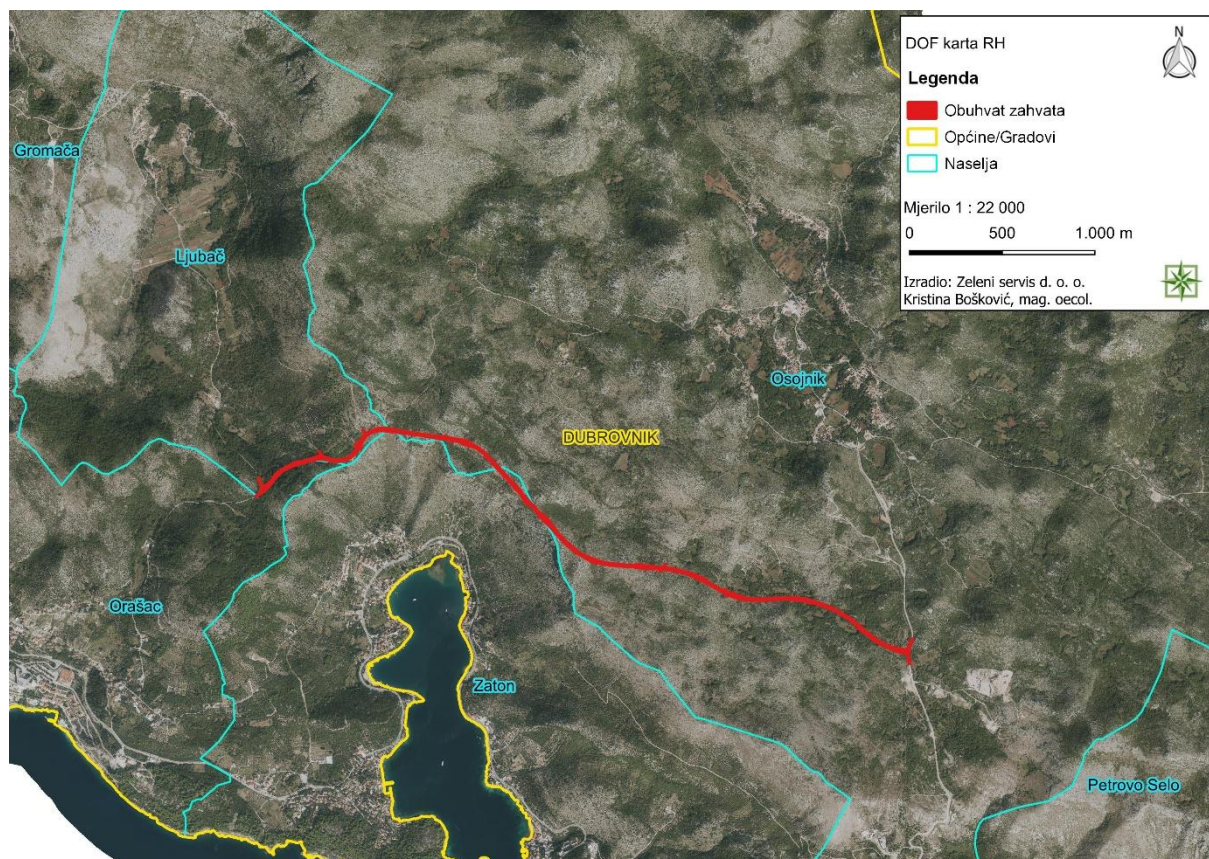 DOF karta RH
N
Legenda
Obuhvat zahvata
Općine/Gradovi
Naselja
Mjerilo 1 : 22 000
0 500 1.000 m
Izradio: Zeleni servis d. o. o.
Kristina Bošković, mag. oecol.
Gromača
Ljubač
Osojnik
DUBROVNIK
Orašac
Zaton
Petrovo Selo